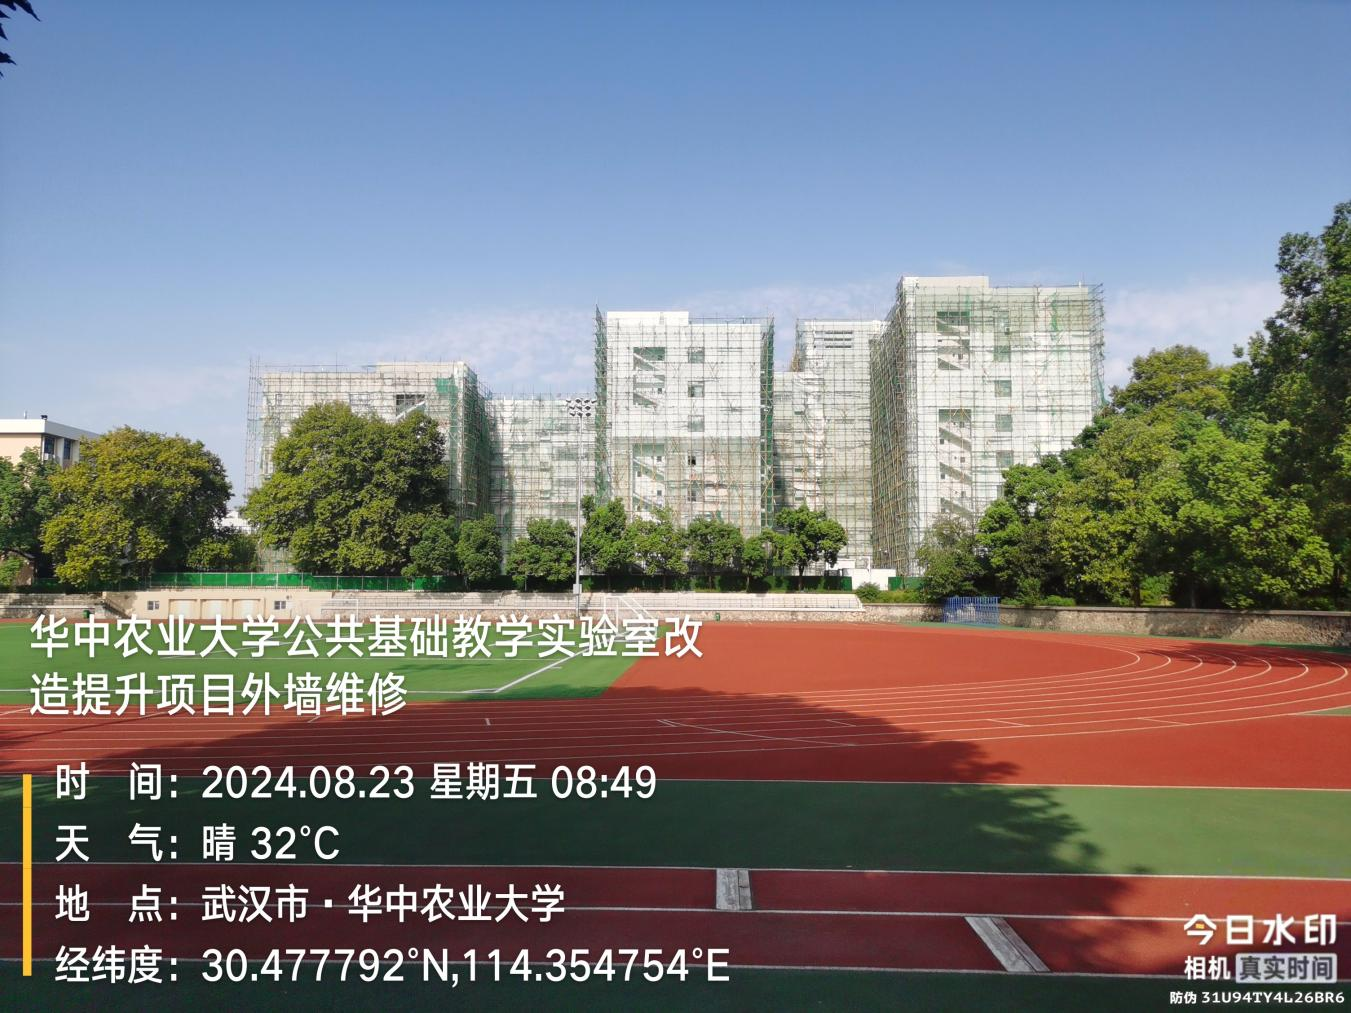 华中农业大学公共基础教学实验室改
造提升项目外墙维修
时 间：2024.08.23 星期五 08:49
天 气：晴 32°C
地 点：武汉市·华中农业大学
经纬度：30.477792°N,114.354754°E
今日水印
相机 真实时间
防伪 31U94TY4L26BR6